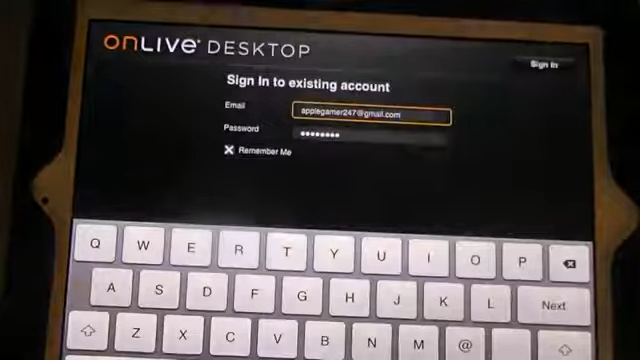 ONLIVE DESKTOP
Sign In
Sign In to existing account
Email
applegamer247@gmail.com
Password
••••••••
Remember Me
Q W E R T Y U I O P
A S D F G H J K L Next
Z X C V B N M @